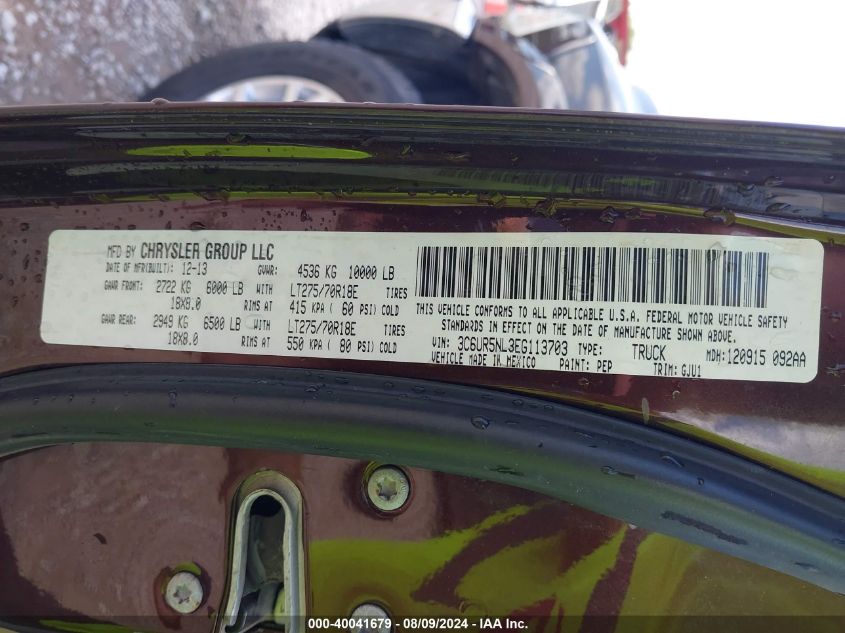 MFD BY CHRYSLER GROUP LLC
DATE OF MFR(BUILT): 12-13 GVWR: 4536 KG 10000 LB
GAWR FRONT: 2722 KG 6000 LB WITH LT275/70R18E TIRES
18X8.0 RIMS AT 415 KPA ( 60 PSI) COLD
GAWR REAR: 2949 KG 6500 LB WITH LT275/70R18E TIRES
18X8.0 RIMS AT 550 KPA ( 80 PSI) COLD
THIS VEHICLE CONFORMS TO ALL APPLICABLE U.S.A. FEDERAL MOTOR VEHICLE SAFETY
STANDARDS IN EFFECT ON THE DATE OF MANUFACTURE SHOWN ABOVE.
VIN: 3C6UR5NL3EG113703 TYPE: TRUCK MDH:120915 092AA
VEHICLE MADE IN MEXICO PAINT: PEP TRIM: GJU1
000-40041679 - 08/09/2024 - IAA Inc.